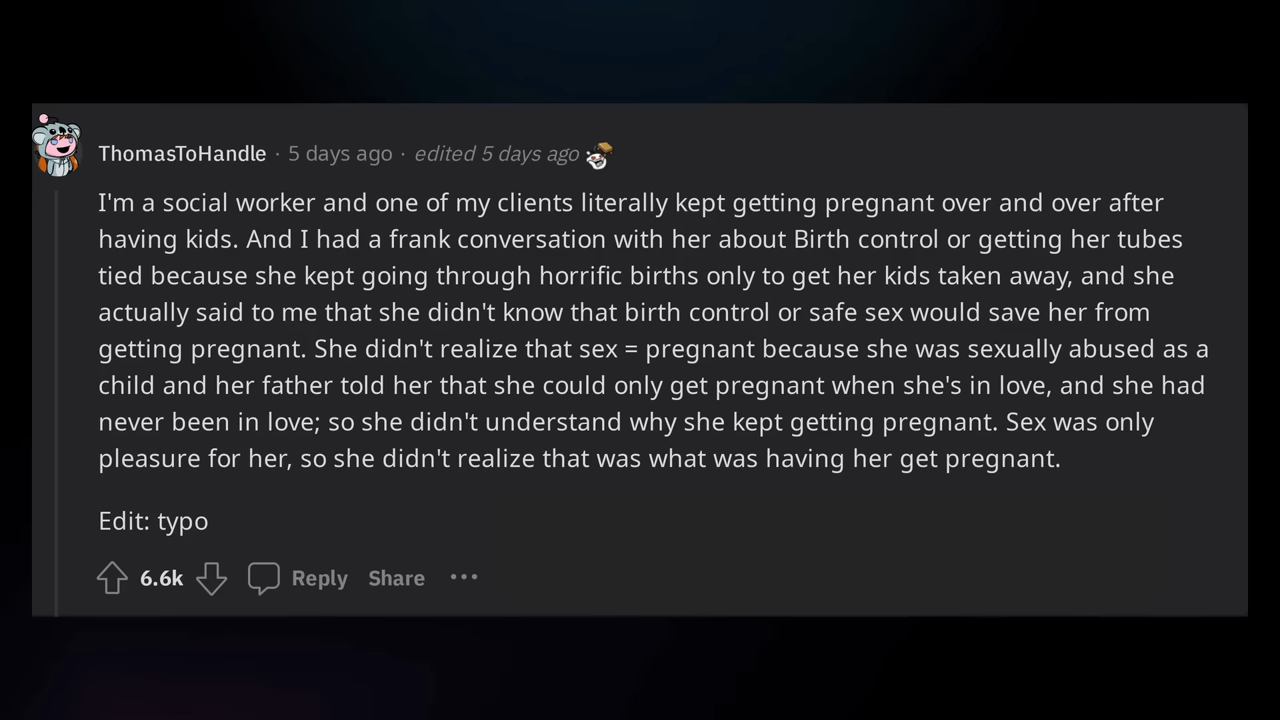 ThomasToHandle · 5 days ago · edited 5 days ago
I'm a social worker and one of my clients literally kept getting pregnant over and over after
having kids. And I had a frank conversation with her about Birth control or getting her tubes
tied because she kept going through horrific births only to get her kids taken away, and she
actually said to me that she didn't know that birth control or safe sex would save her from
getting pregnant. She didn't realize that sex = pregnant because she was sexually abused as a
child and her father told her that she could only get pregnant when she's in love, and she had
never been in love; so she didn't understand why she kept getting pregnant. Sex was only
pleasure for her, so she didn't realize that was what was having her get pregnant.
Edit: typo
6.6k Reply Share ...